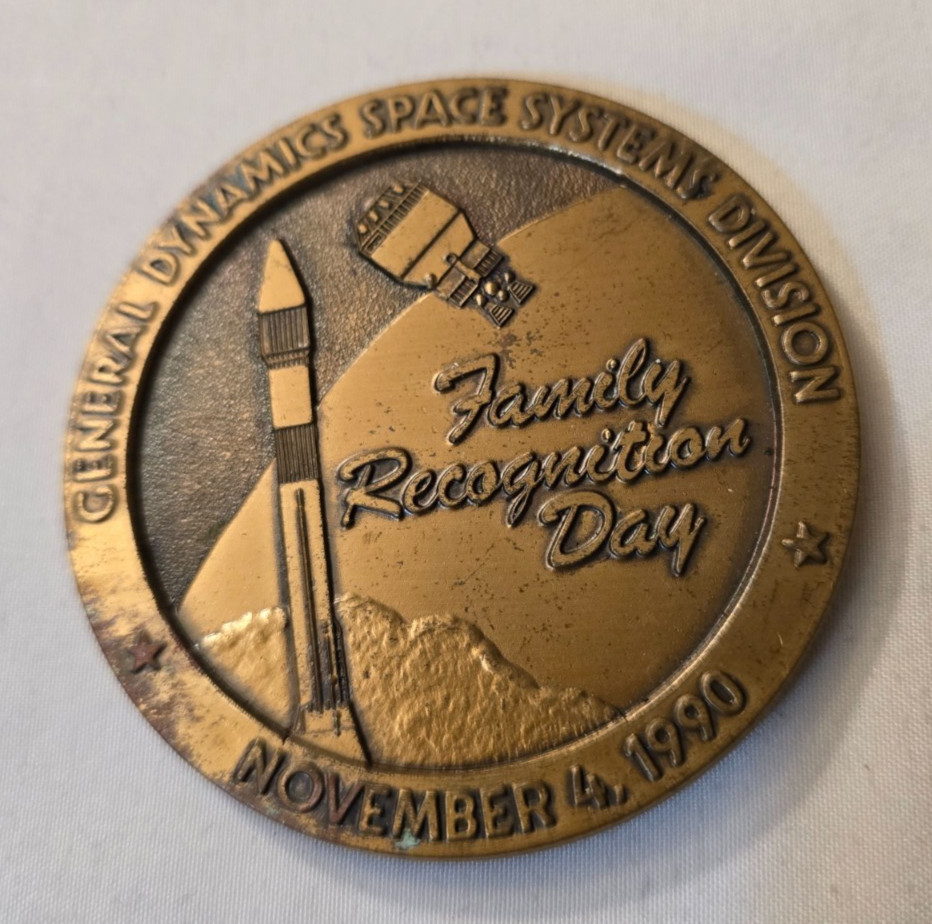 GENERAL DYNAMICS SPACE SYSTEMS DIVISION
Family
Recognition
Day
NOVEMBER 4, 1990